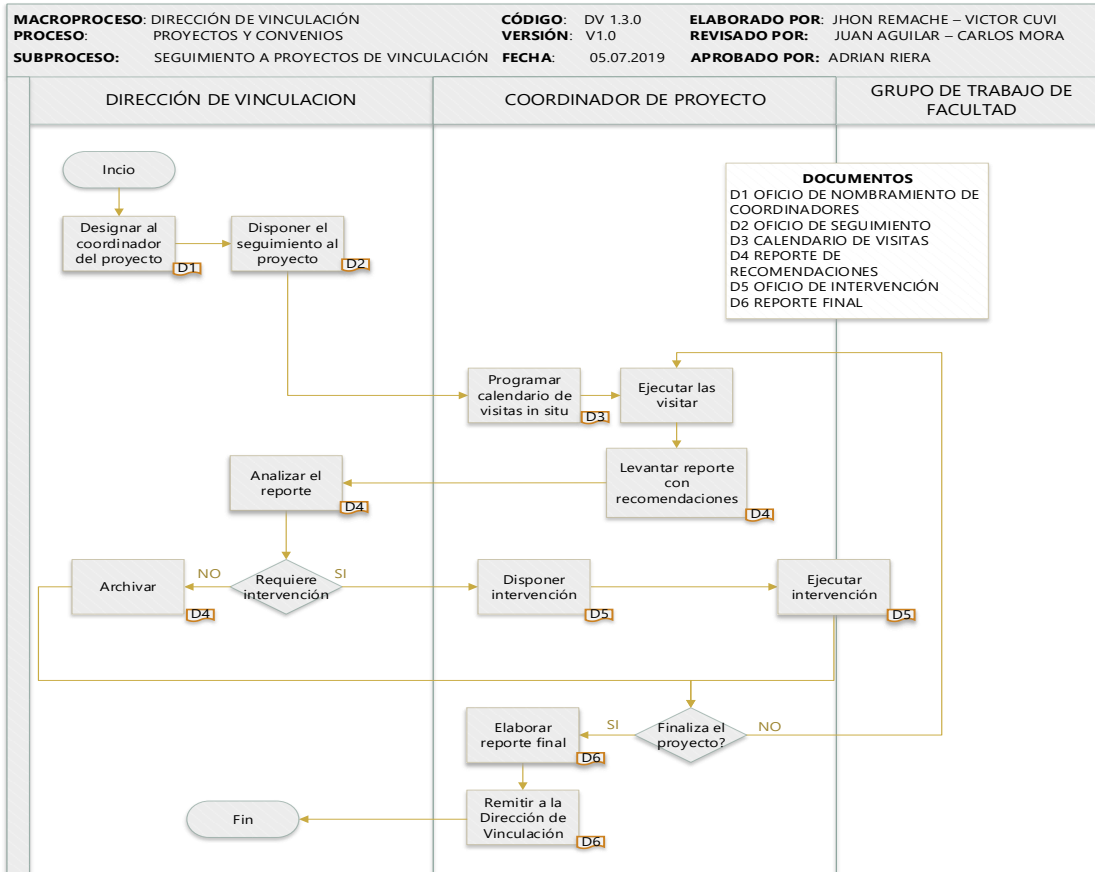 MACROPROCESO: DIRECCIÓN DE VINCULACIÓN
PROCESO: PROYECTOS Y CONVENIOS
SUBPROCESO: SEGUIMIENTO A PROYECTOS DE VINCULACIÓN
CÓDIGO: DV 1.3.0
VERSIÓN: V1.0
FECHA: 05.07.2019
ELABORADO POR: JHON REMACHE – VICTOR CUVI
REVISADO POR: JUAN AGUILAR – CARLOS MORA
APROBADO POR: ADRIAN RIERA
DIRECCIÓN DE VINCULACION
COORDINADOR DE PROYECTO
GRUPO DE TRABAJO DE
FACULTAD
Incio
Designar al
coordinador
del proyecto
D1
Disponer el
seguimiento al
proyecto
D2
DOCUMENTOS
D1 OFICIO DE NOMBRAMIENTO DE
COORDINADORES
D2 OFICIO DE SEGUIMIENTO
D3 CALENDARIO DE VISITAS
D4 REPORTE DE
RECOMENDACIONES
D5 OFICIO DE INTERVENCIÓN
D6 REPORTE FINAL
Programar
calendario de
visitas in situ
D3
Ejecutar las
visitar
Levantar reporte
con
recomendaciones
D4
Analizar el
reporte
D4
Requiere
intervención
NO
SI
Archivar
D4
Disponer
intervención
D5
Ejecutar
intervención
D5
Finaliza el
proyecto?
SI
NO
Elaborar
reporte final
D6
Remitir a la
Dirección de
Vinculación
D6
Fin